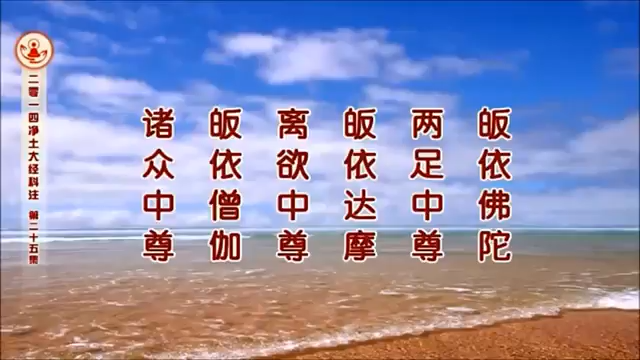 皈依佛陀
两足中尊
皈依达摩
离欲中尊
皈依僧伽
诸众中尊
二零一四净土大经科注 第二十五集